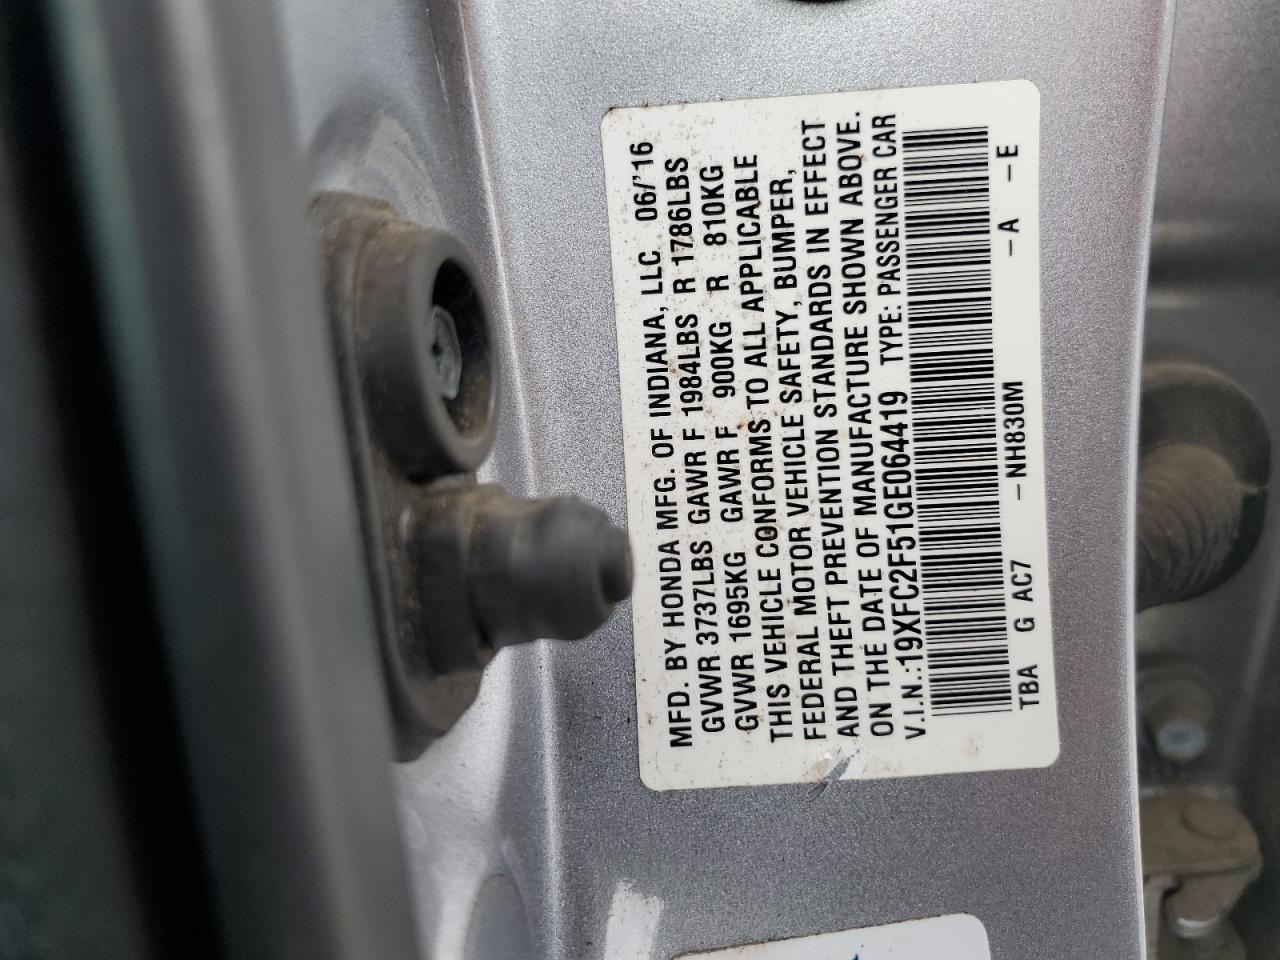 MFD. BY HONDA MFG. OF INDIANA, LLC 06/'16
GVWR 3737LBS GAWR F 1984LBS R 1786LBS
GVWR 1695KG GAWR F 900KG R 810KG
THIS VEHICLE CONFORMS TO ALL APPLICABLE
FEDERAL MOTOR VEHICLE SAFETY, BUMPER,
AND THEFT PREVENTION STANDARDS IN EFFECT
ON THE DATE OF MANUFACTURE SHOWN ABOVE.
V.I.N.:19XFC2F51GE064419 TYPE: PASSENGER CAR
TBA G AC7 – NH830M – A – E